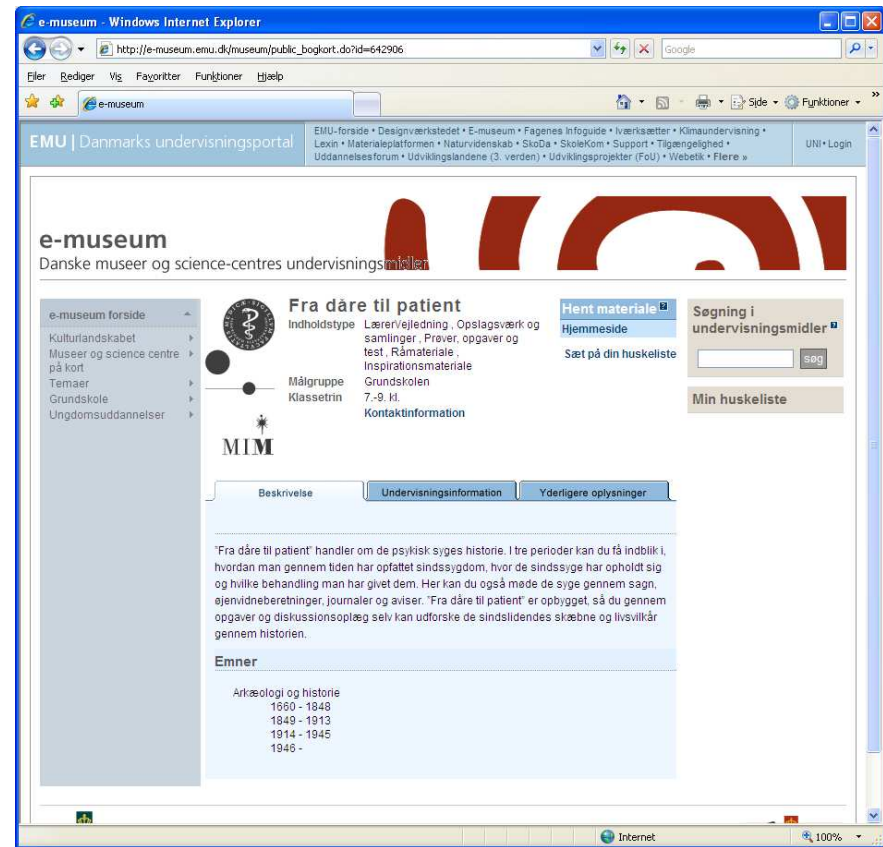 e-museum - Windows Internet Explorer
http://e-museum.emu.dk/museum/public_bogkort.do?id=642906
Google
Filer Rediger Vis Favoritter Funktioner Hjælp
e-museum
Side
Funktioner
»
EMU | Danmarks undervisningsportal
EMU-forside • Designværkstedet • E-museum • Fagenes Infoguide • Iværksætter • Klimaundervisning •
Lexin • Materialeplatformen • Naturvidenskab • SkoDa • SkoleKom • Support • Tilgængelighed •
Uddannelsesforum • Udviklingslandene (3. verden) • Udviklingsprojekter (FoU) • Webetik • Flere »
UNI•Login
e-museum
Danske museer og science-centres undervisningsmidler
e-museum forside
Kulturlandskabet
Museer og science centre
på kort
Temaer
Grundskole
Ungdomsuddannelser
MIM
Fra dåre til patient
Indholdstype Lærervejledning , Opslagsværk og
samlinger , Prøver, opgaver og
test , Råmateriale ,
Inspirationsmateriale
Målgruppe Grundskolen
Klassetrin 7.-9. kl.
Kontaktinformation
Hent materiale ?
Hjemmeside
Sæt på din huskeliste
Søgning i
undervisningsmidler ?
søg
Min huskeliste
Beskrivelse Undervisningsinformation Yderligere oplysninger
"Fra dåre til patient" handler om de psykisk syges historie. I tre perioder kan du få indblik i,
hvordan man gennem tiden har opfattet sindssygdom, hvor de sindssyge har opholdt sig
og hvilke behandling man har givet dem. Her kan du også møde de syge gennem sagn,
øjenvidneberetninger, journaler og aviser. "Fra dåre til patient" er opbygget, så du gennem
opgaver og diskussionsoplæg selv kan udforske de sindslidendes skæbne og livsvilkår
gennem historien.
Emner
Arkæologi og historie
1660 - 1848
1849 - 1913
1914 - 1945
1946 -
Internet
100%